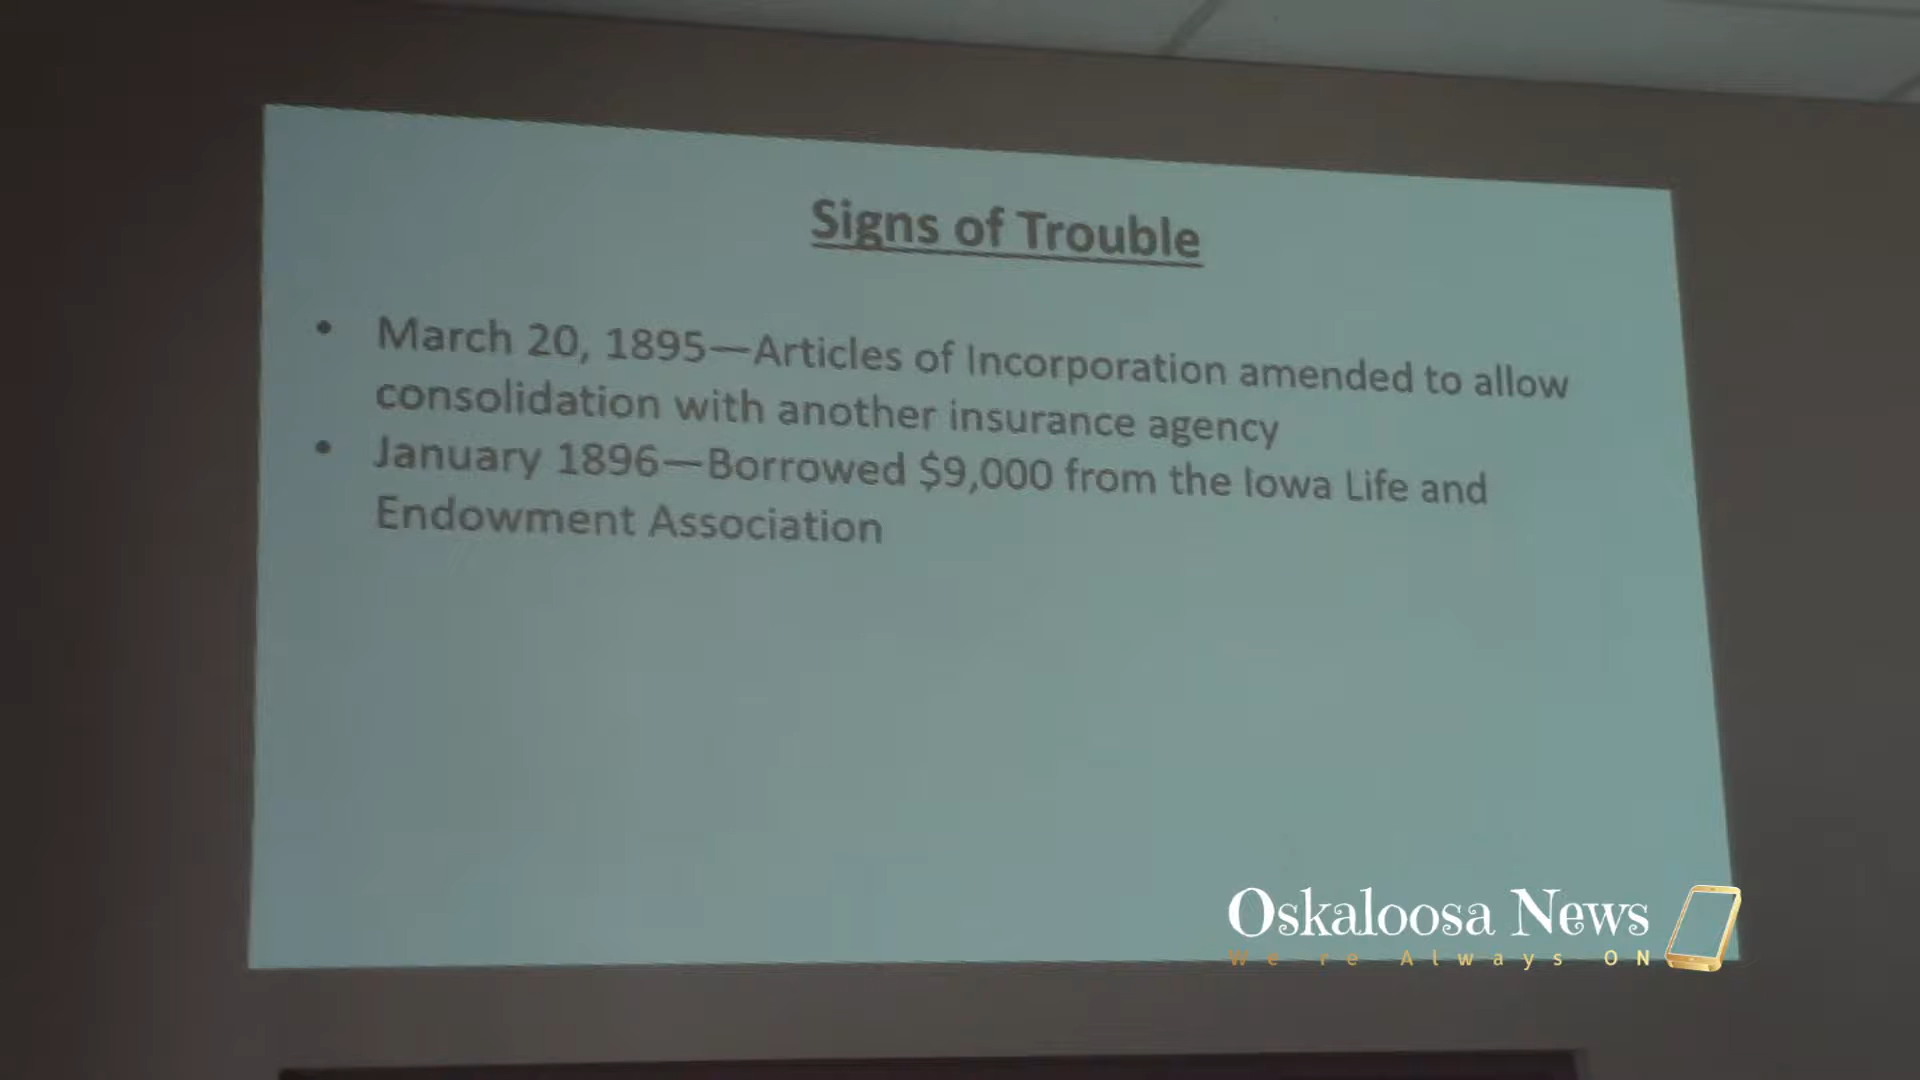 Signs of Trouble
• March 20, 1895—Articles of Incorporation amended to allow
consolidation with another insurance agency
• January 1896—Borrowed $9,000 from the Iowa Life and
Endowment Association
Oskaloosa News
We're Always ON